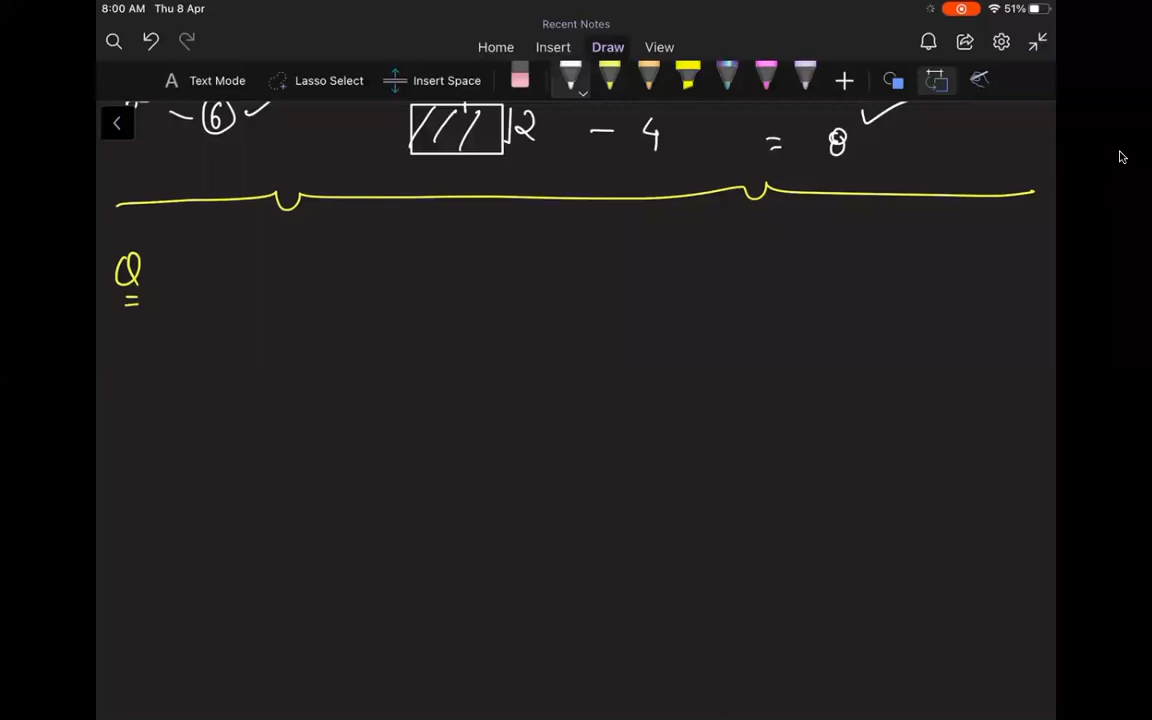 8:00 AM Thu 8 Apr 51%
Recent Notes
Home Insert Draw View
A Text Mode Lasso Select Insert Space
6
12 - 4 = 8
Q
=